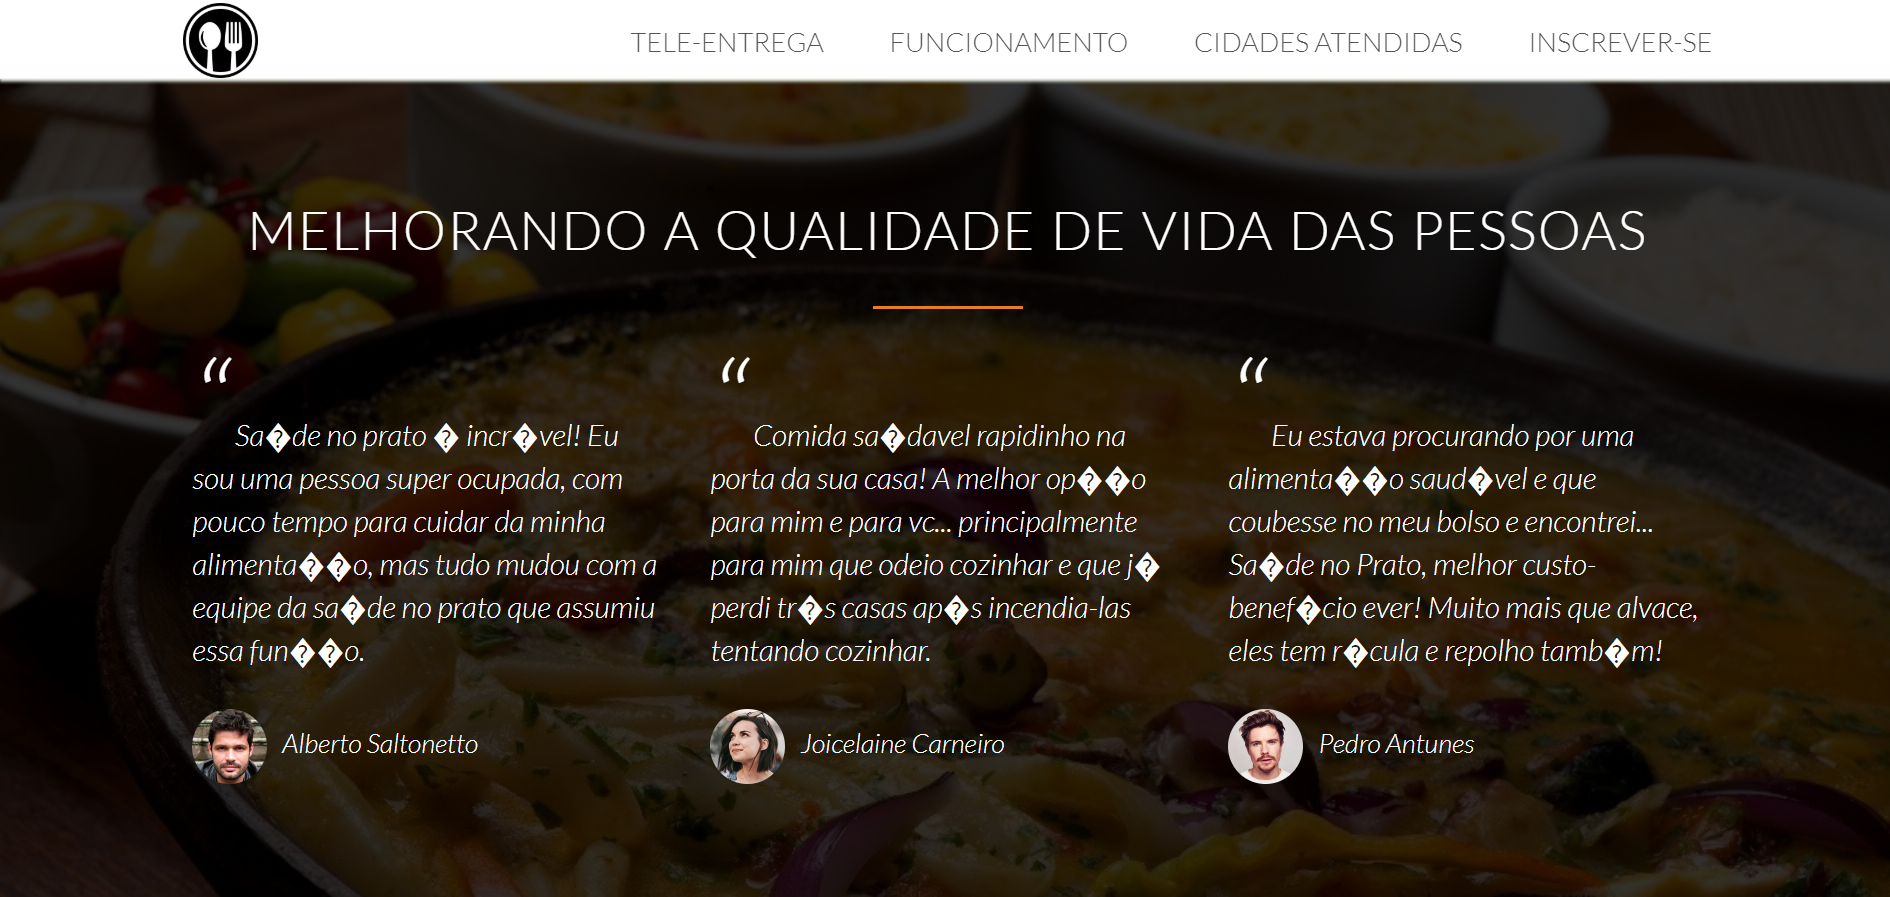 TELE-ENTREGA FUNCIONAMENTO CIDADES ATENDIDAS INSCREVER-SE
MELHORANDO A QUALIDADE DE VIDA DAS PESSOAS
“
Sa�de no prato � incr�vel! Eu
sou uma pessoa super ocupada, com
pouco tempo para cuidar da minha
alimenta��o, mas tudo mudou com a
equipe da sa�de no prato que assumiu
essa fun��o.
Alberto Saltonetto
“
Comida sa�davel rapidinho na
porta da sua casa! A melhor op��o
para mim e para vc... principalmente
para mim que odeio cozinhar e que j�
perdi tr�s casas ap�s incendia-las
tentando cozinhar.
Joicelaine Carneiro
“
Eu estava procurando por uma
alimenta��o saud�vel e que
coubesse no meu bolso e encontrei...
Sa�de no Prato, melhor custo-
benef�cio ever! Muito mais que alvace,
eles tem r�cula e repolho tamb�m!
Pedro Antunes